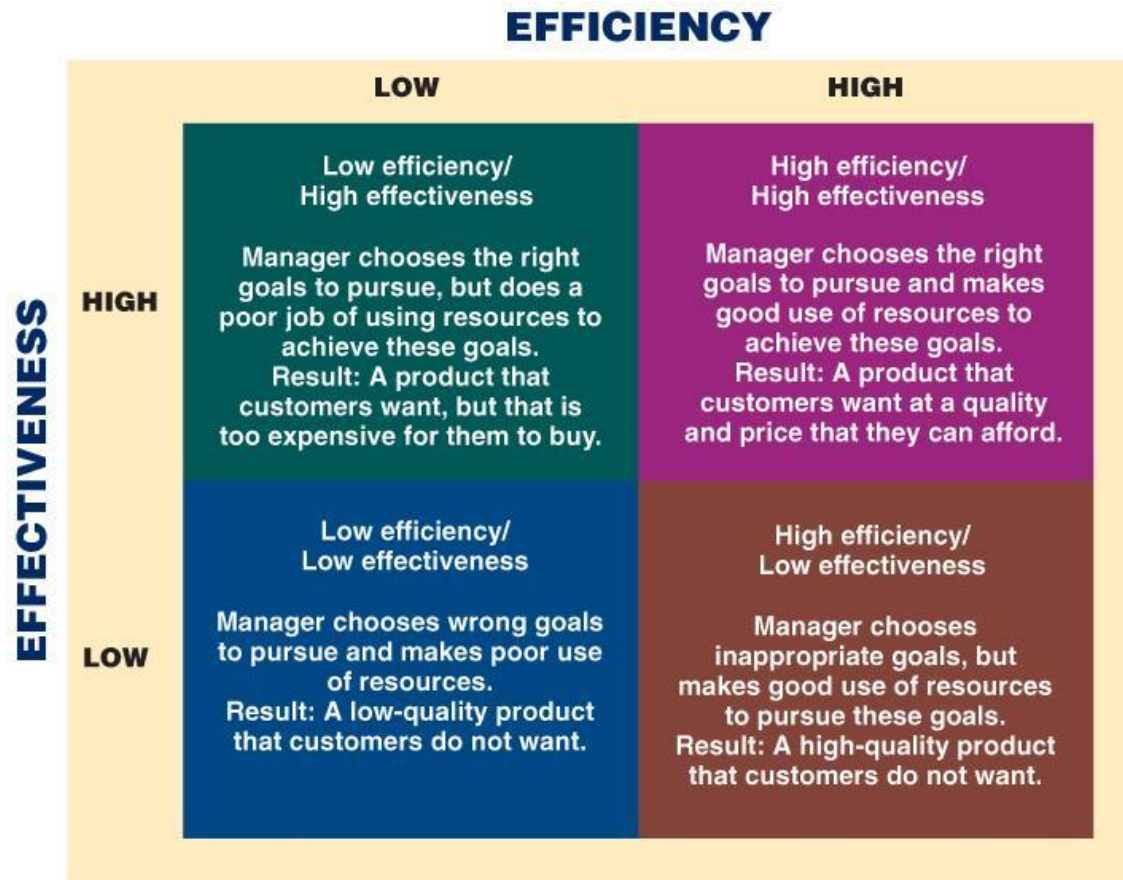 EFFICIENCY
LOW
HIGH
EFFECTIVENESS
HIGH
Low efficiency/
High effectiveness
Manager chooses the right
goals to pursue, but does a
poor job of using resources to
achieve these goals.
Result: A product that
customers want, but that is
too expensive for them to buy.
High efficiency/
High effectiveness
Manager chooses the right
goals to pursue and makes
good use of resources to
achieve these goals.
Result: A product that
customers want at a quality
and price that they can afford.
LOW
Low efficiency/
Low effectiveness
Manager chooses wrong goals
to pursue and makes poor use
of resources.
Result: A low-quality product
that customers do not want.
High efficiency/
Low effectiveness
Manager chooses
inappropriate goals, but
makes good use of resources
to pursue these goals.
Result: A high-quality product
that customers do not want.